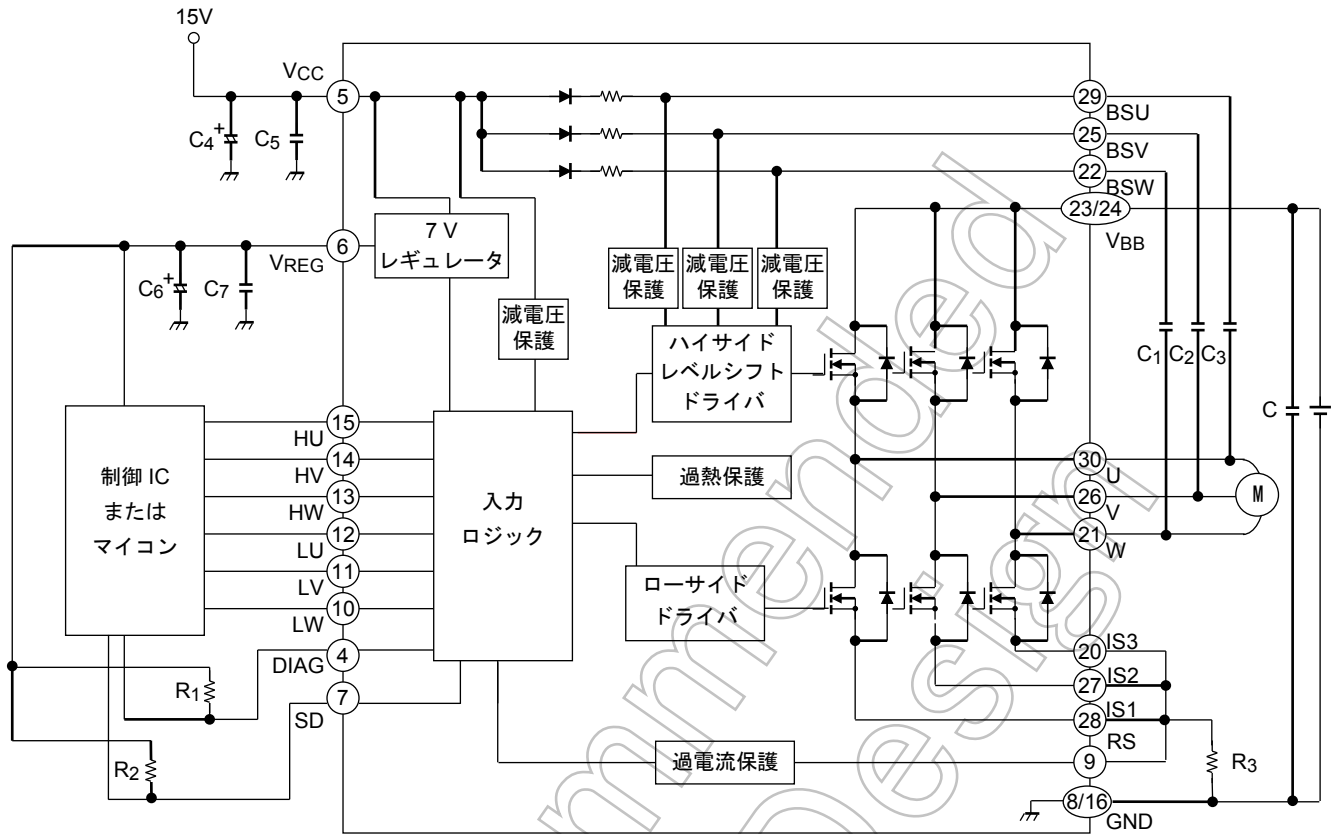 15V
VCC
5
C4
+
C5
29
BSU
25
BSV
22
BSW
23/24
VBB
7 V
レギュレータ
6
VREG
C6
+
C7
減電圧
保護
減電圧
保護
減電圧
保護
減電圧
保護
ハイサイド
レベルシフト
ドライバ
C1
C2
C3
C
制御 IC
または
マイコン
15
HU
14
HV
13
HW
12
LU
11
LV
10
LW
4
DIAG
7
SD
入力
ロジック
過熱保護
ローサイド
ドライバ
30
U
26
V
21
W
M
20
IS3
27
IS2
28
IS1
RS
9
R1
R2
R3
過電流保護
8/16
GND
mmended
Design